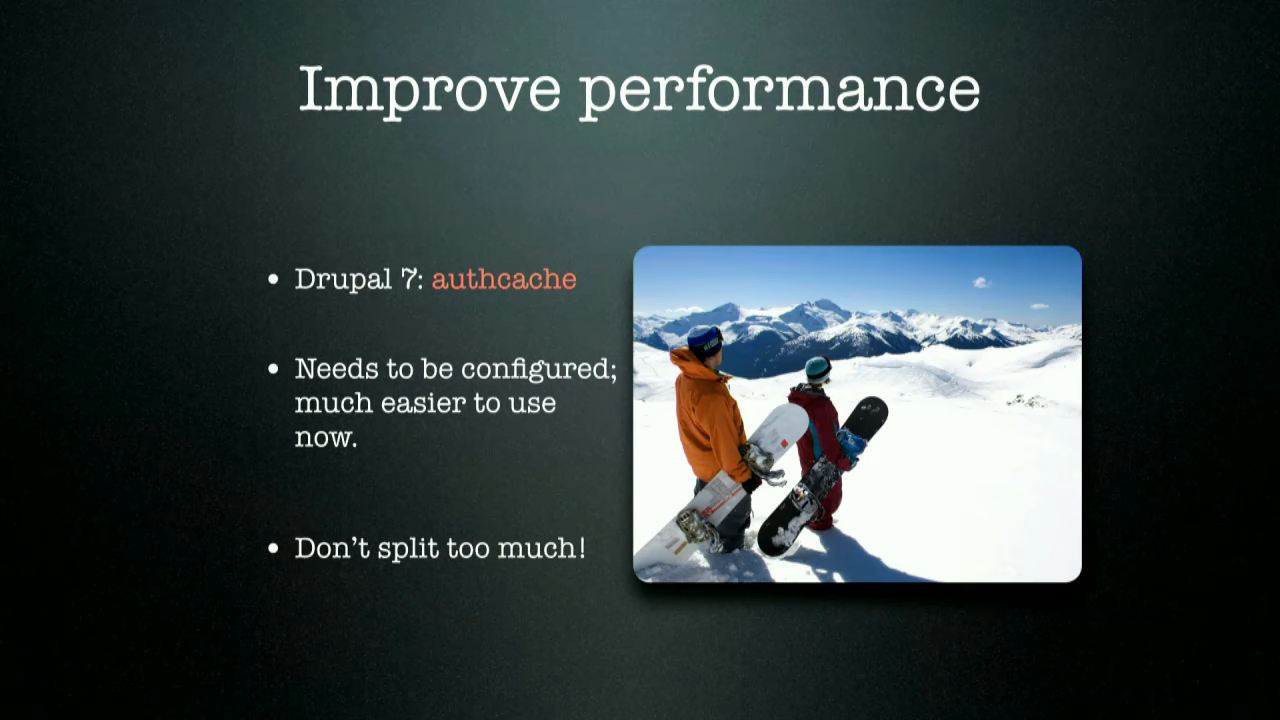 Improve performance
• Drupal 7: authcache
• Needs to be configured;
much easier to use
now.
• Don't split too much!